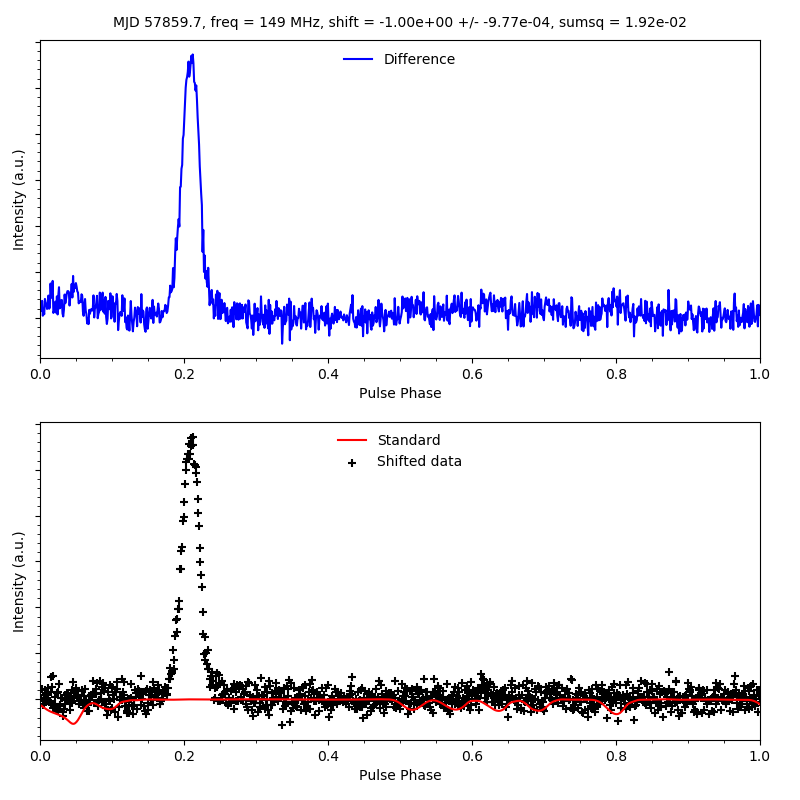 MJD 57859.7, freq = 149 MHz, shift = -1.00e+00 +/- -9.77e-04, sumsq = 1.92e-02
Difference
Intensity (a.u.)
0.0 0.2 0.4 0.6 0.8 1.0
Pulse Phase
Standard
Shifted data
Intensity (a.u.)
0.0 0.2 0.4 0.6 0.8 1.0
Pulse Phase